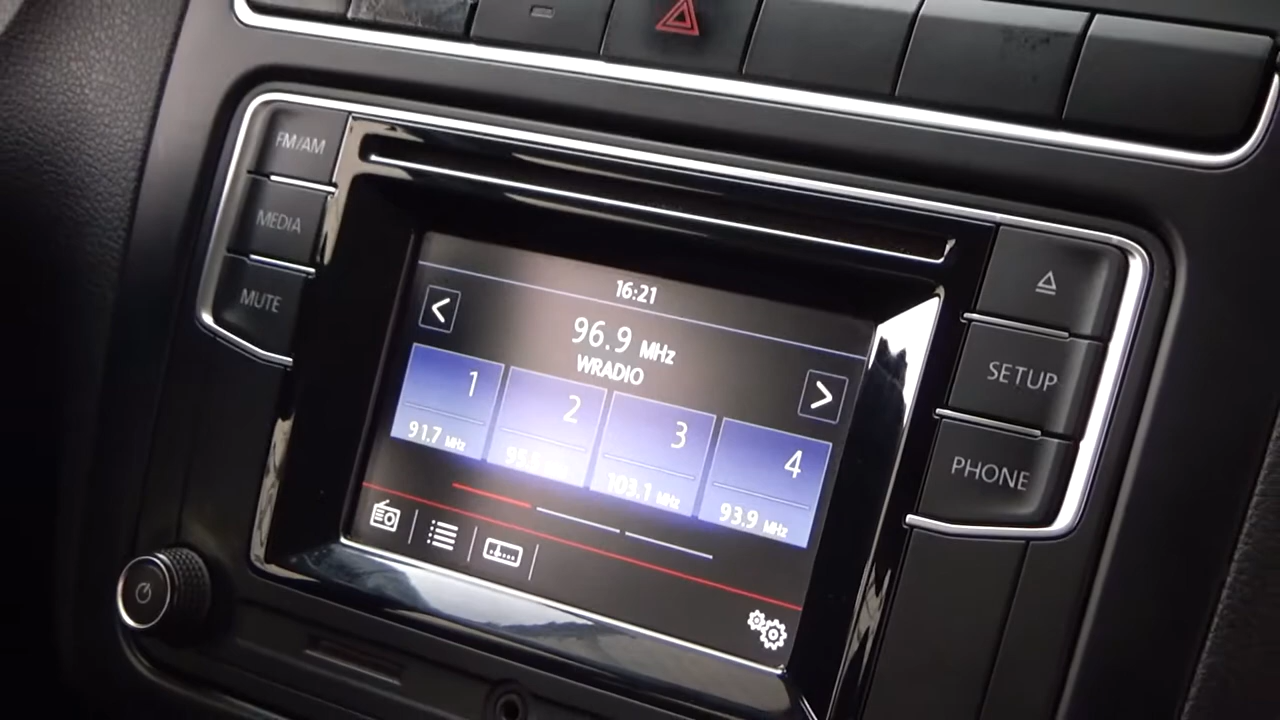 FM/AM
MEDIA
MUTE
16:21
96.9 MHz
WRADIO
1
91.7 MHz
2
MHz
3
103.1 MHz
4
93.9 MHz
SETUP
PHONE